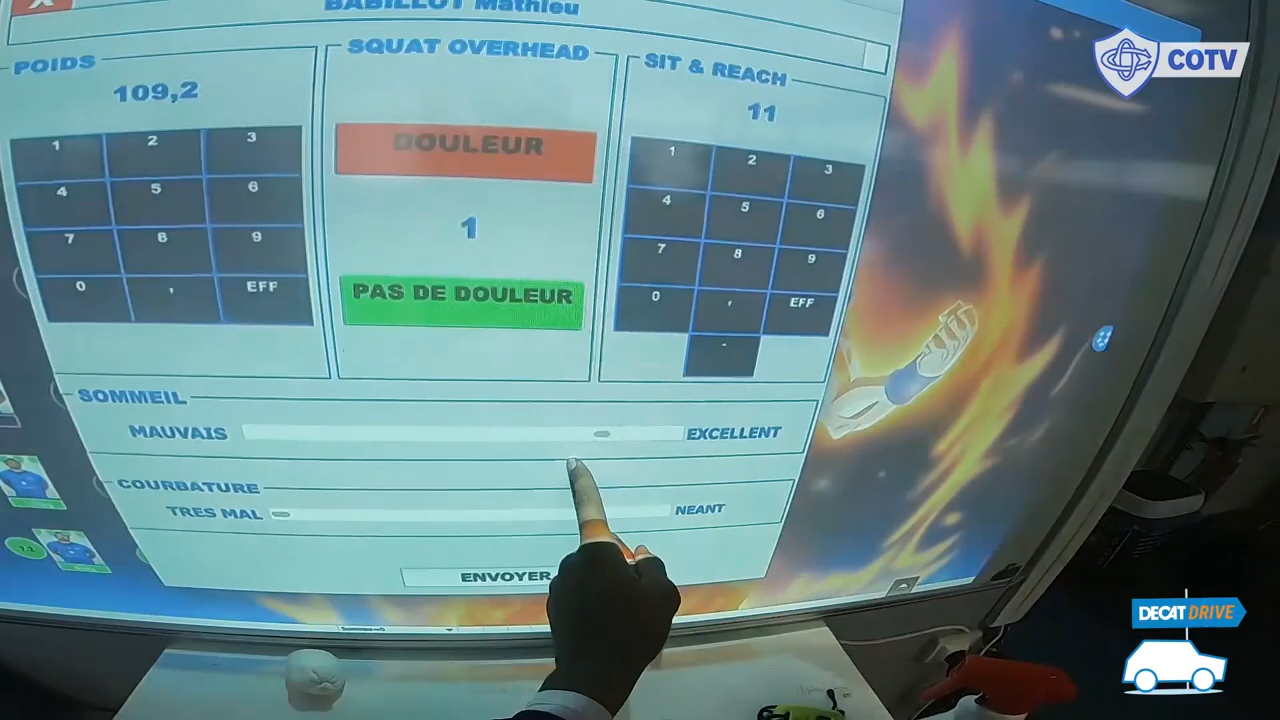 X
BABILLOT Mathieu
COTV
POIDS
109,2
1 2 3
4 5 6
7 8 9
0 , EFF
SQUAT OVERHEAD
DOULEUR
1
PAS DE DOULEUR
SIT & REACH
11
1 2 3
4 5 6
7 8 9
0 , EFF
-
SOMMEIL
MAUVAIS EXCELLENT
COURBATURE
TRES MAL NEANT
ENVOYER
DECAT DRIVE